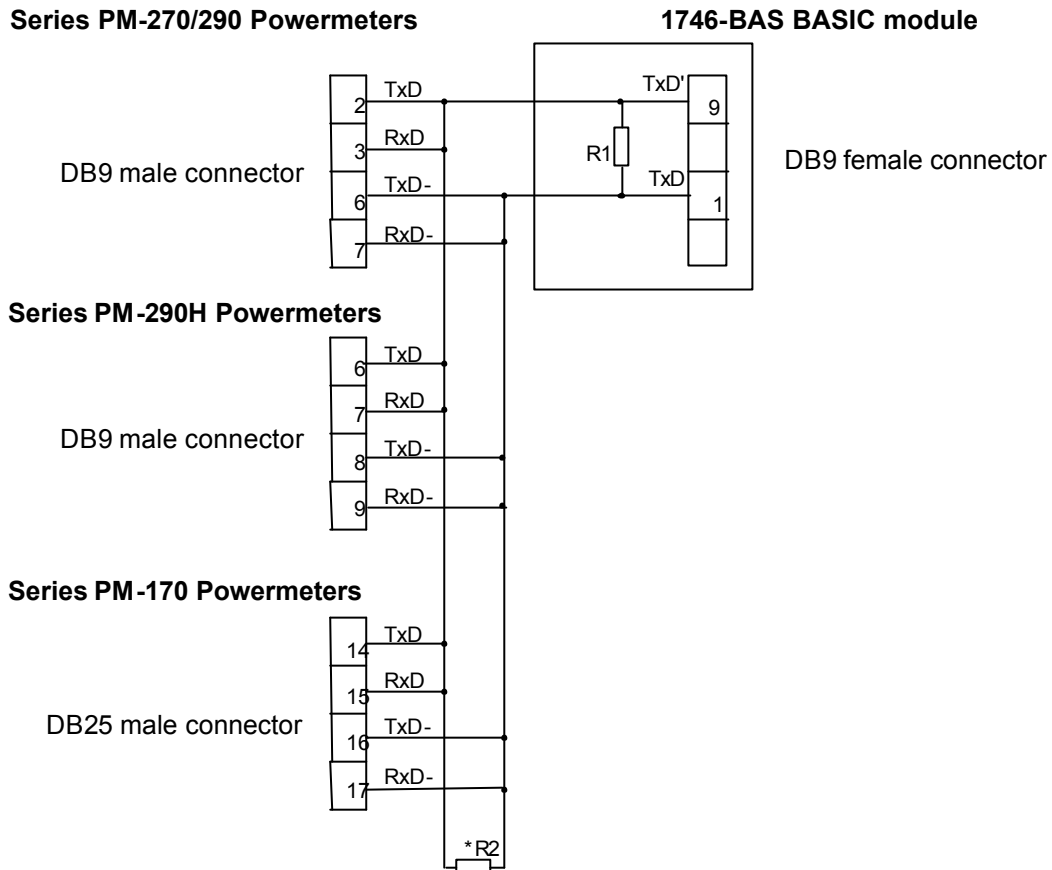 Series PM-270/290 Powermeters
1746-BAS BASIC module
DB9 male connector
2 TxD
3 RxD
6 TxD-
7 RxD-
TxD' 9
R1
TxD 1
DB9 female connector
Series PM-290H Powermeters
DB9 male connector
6 TxD
7 RxD
8 TxD-
9 RxD-
Series PM-170 Powermeters
DB25 male connector
14 TxD
15 RxD
16 TxD-
17 RxD-
* R2